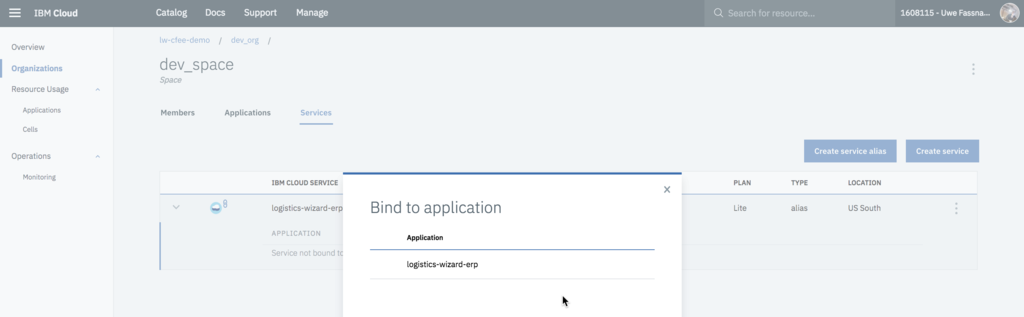 IBM Cloud Catalog Docs Support Manage Search for resource... 1608115 - Uwe Fassna...
Overview
Organizations
Resource Usage
Applications
Cells
Operations
Monitoring
lw-cfee-demo / dev_org /
dev_space
Space
Members Applications Services
Create service alias Create service
IBM CLOUD SERVICE PLAN TYPE LOCATION
logistics-wizard-erp Lite alias US South
APPLICATION
Service not bound to
Bind to application
Application
logistics-wizard-erp